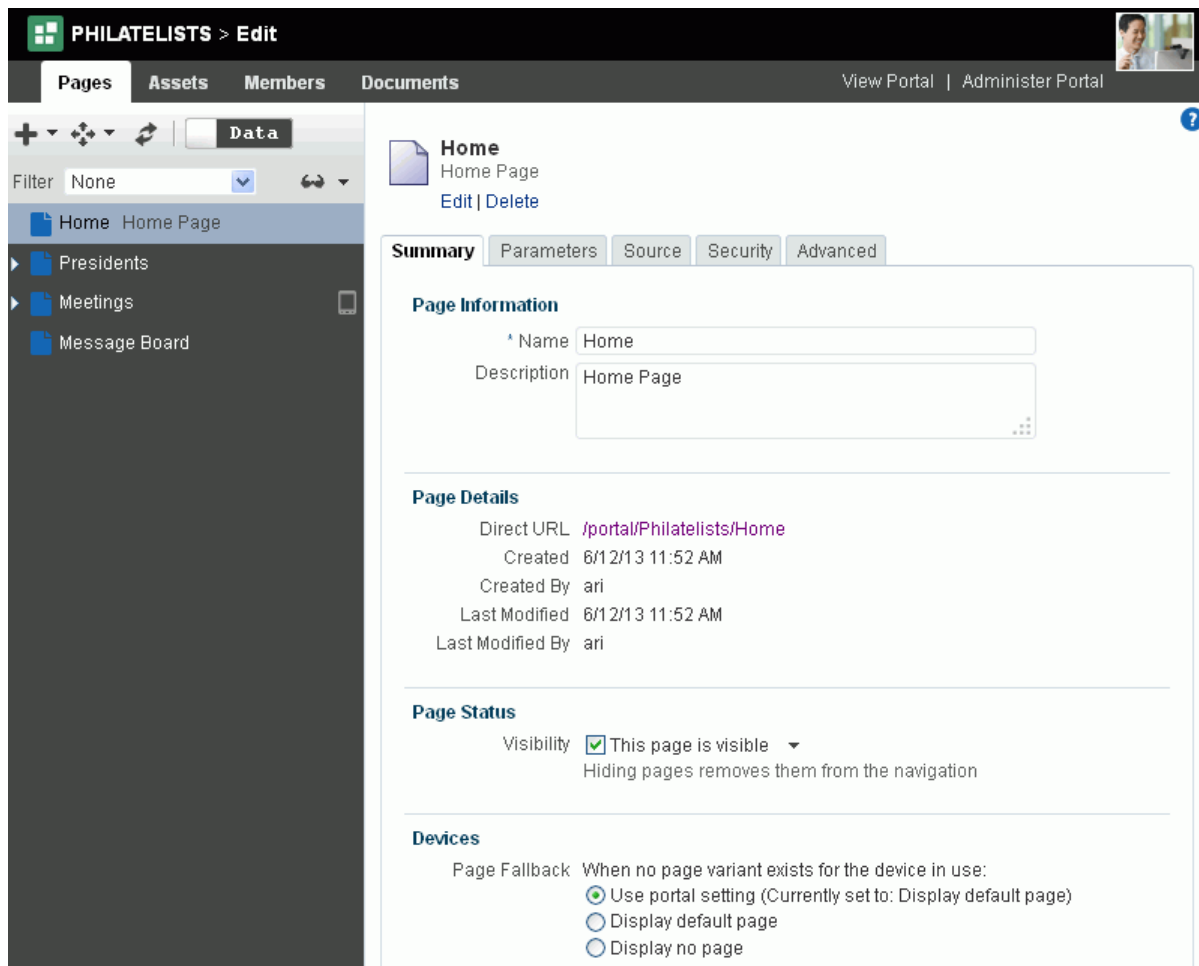 PHILATELISTS > Edit
Pages Assets Members Documents View Portal | Administer Portal
Data
Filter None
Home Home Page
Presidents
Meetings
Message Board
?
Home
Home Page
Edit | Delete
Summary Parameters Source Security Advanced
Page Information
* Name Home
Description Home Page
Page Details
Direct URL /portal/Philatelists/Home
Created 6/12/13 11:52 AM
Created By ari
Last Modified 6/12/13 11:52 AM
Last Modified By ari
Page Status
Visibility This page is visible
Hiding pages removes them from the navigation
Devices
Page Fallback When no page variant exists for the device in use:
Use portal setting (Currently set to: Display default page)
Display default page
Display no page